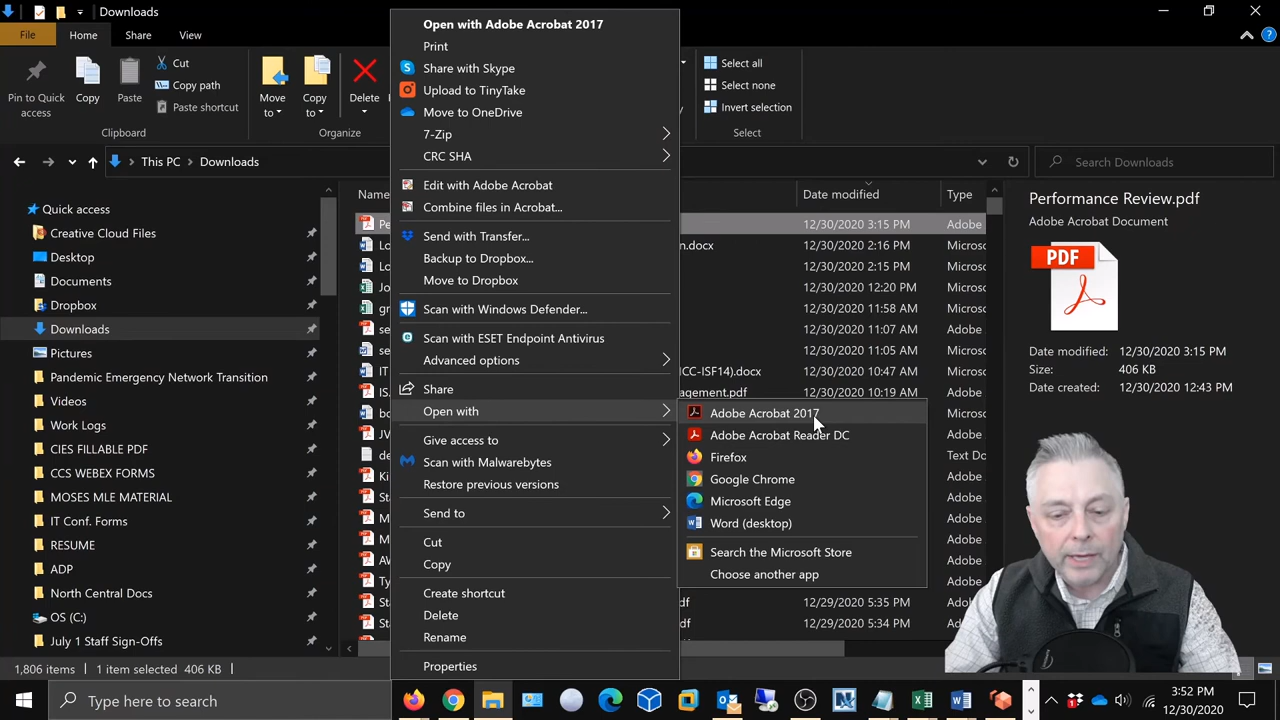 Downloads
File
Home
Share
View
Pin to Quick access
Copy
Paste
Cut
Copy path
Paste shortcut
Clipboard
Move to
Copy to
Delete
Organize
Select all
Select none
Invert selection
Select
This PC > Downloads
Search Downloads
Quick access
Creative Cloud Files
Desktop
Documents
Dropbox
Downloads
Pictures
Pandemic Emergency Network Transition
Videos
Work Logs
CIES FILLABLE PDF
CCS WEBEX FORMS
MOSES MLE MATERIAL
IT Conf. Forms
RESUME
ADP
North Central Docs
OS (C:)
July 1 Staff Sign-Offs
Date modified
Type
12/30/2020 3:15 PM
12/30/2020 2:16 PM
12/30/2020 2:15 PM
12/30/2020 12:20 PM
12/30/2020 11:58 AM
12/30/2020 11:07 AM
12/30/2020 11:05 AM
12/30/2020 10:19 AM
12/29/2020 5:35 PM
12/29/2020 5:34 PM
Open with Adobe Acrobat 2017
Print
Share with Skype
Upload to TinyTake
Move to OneDrive
7-Zip
CRC SHA
Edit with Adobe Acrobat
Combine files in Acrobat...
Send with Transfer...
Backup to Dropbox...
Move to Dropbox
Scan with Windows Defender...
Scan with ESET Endpoint Antivirus
Advanced options
Share
Open with
Give access to
Scan with Malwarebytes
Restore previous versions
Send to
Cut
Copy
Create shortcut
Delete
Rename
Properties
Adobe Acrobat 2017
Adobe Acrobat Reader DC
Firefox
Google Chrome
Microsoft Edge
Word (desktop)
Search the Microsoft Store
Choose another app
Performance Review.pdf
Adobe Acrobat Document
PDF
Date modified: 12/30/2020 3:15 PM
Size: 406 KB
Date created: 12/30/2020 12:43 PM
1,806 items
1 item selected 406 KB
Type here to search
3:52 PM
12/30/2020